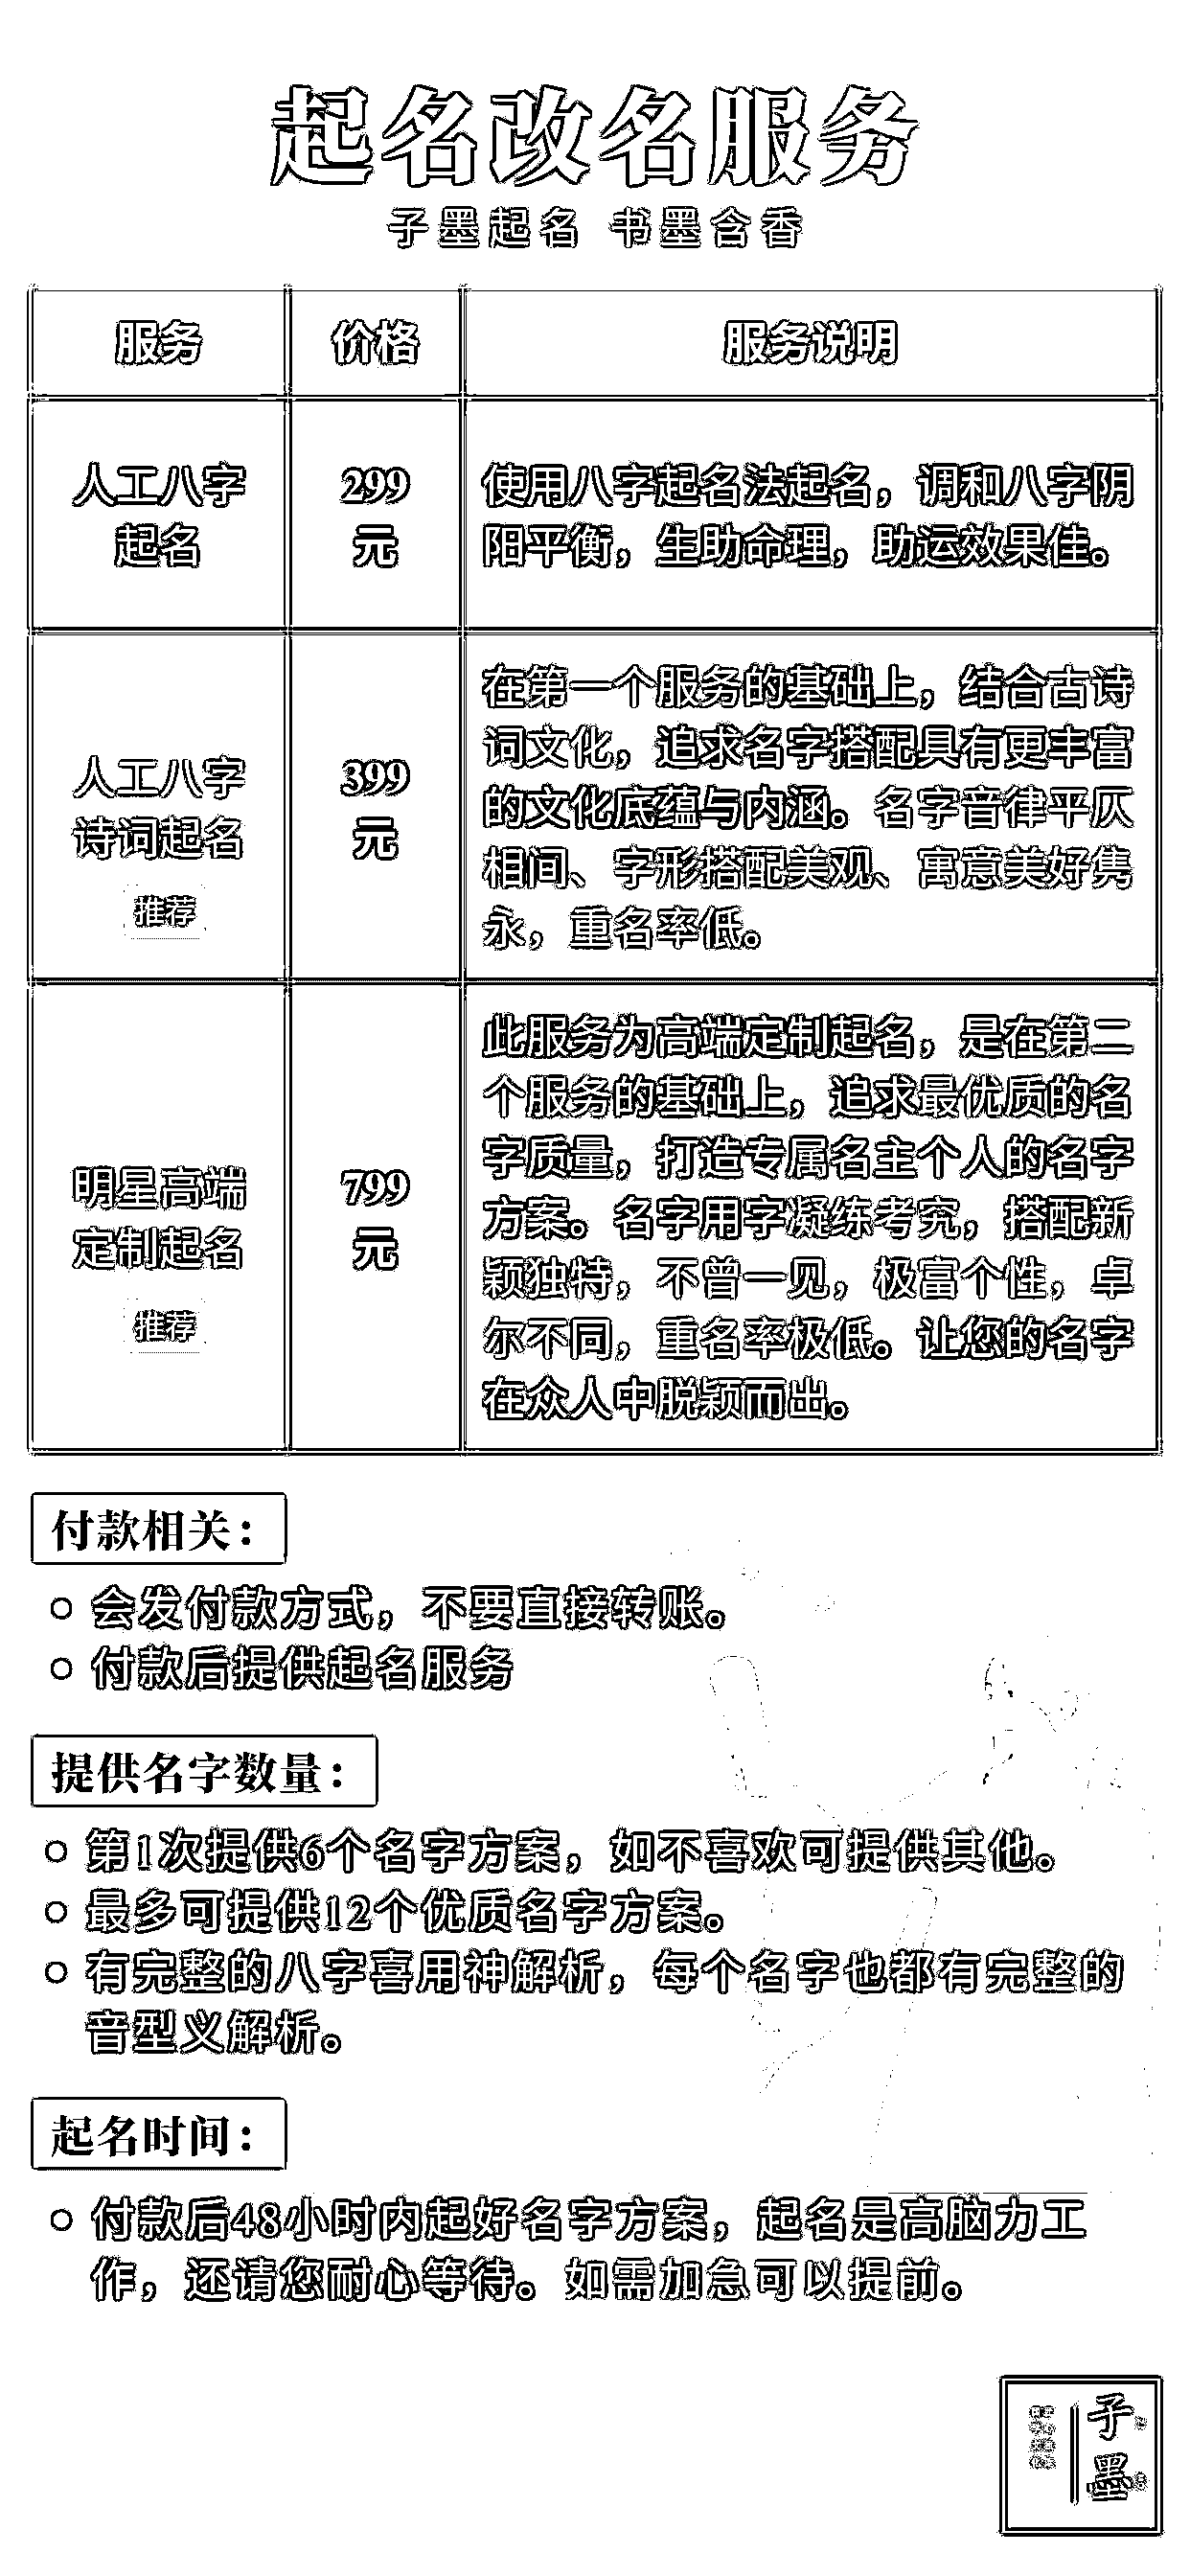 起名改名服务
子墨起名 书墨含香
服务 价格 服务说明
人工八字
起名
299
元
使用八字起名法起名，调和八字阴
阳平衡，生助命理，助运效果佳。
人工八字
诗词起名
推荐
399
元
在第一个服务的基础上，结合古诗
词文化，追求名字搭配具有更丰富
的文化底蕴与内涵。名字音律平仄
相间、字形搭配美观、寓意美好隽
永，重名率低。
明星高端
定制起名
推荐
799
元
此服务为高端定制起名，是在第二
个服务的基础上，追求最优质的名
字质量，打造专属名主个人的名字
方案。名字用字凝练考究，搭配新
颖独特，不曾一见，极富个性，卓
尔不同，重名率极低。让您的名字
在众人中脱颖而出。
付款相关：
会发付款方式，不要直接转账。
付款后提供起名服务
提供名字数量：
第1次提供6个名字方案，如不喜欢可提供其他。
最多可提供12个优质名字方案。
有完整的八字喜用神解析，每个名字也都有完整的
音型义解析。
起名时间：
付款后48小时内起好名字方案，起名是高脑力工
作，还请您耐心等待。如需加急可以提前。
子墨